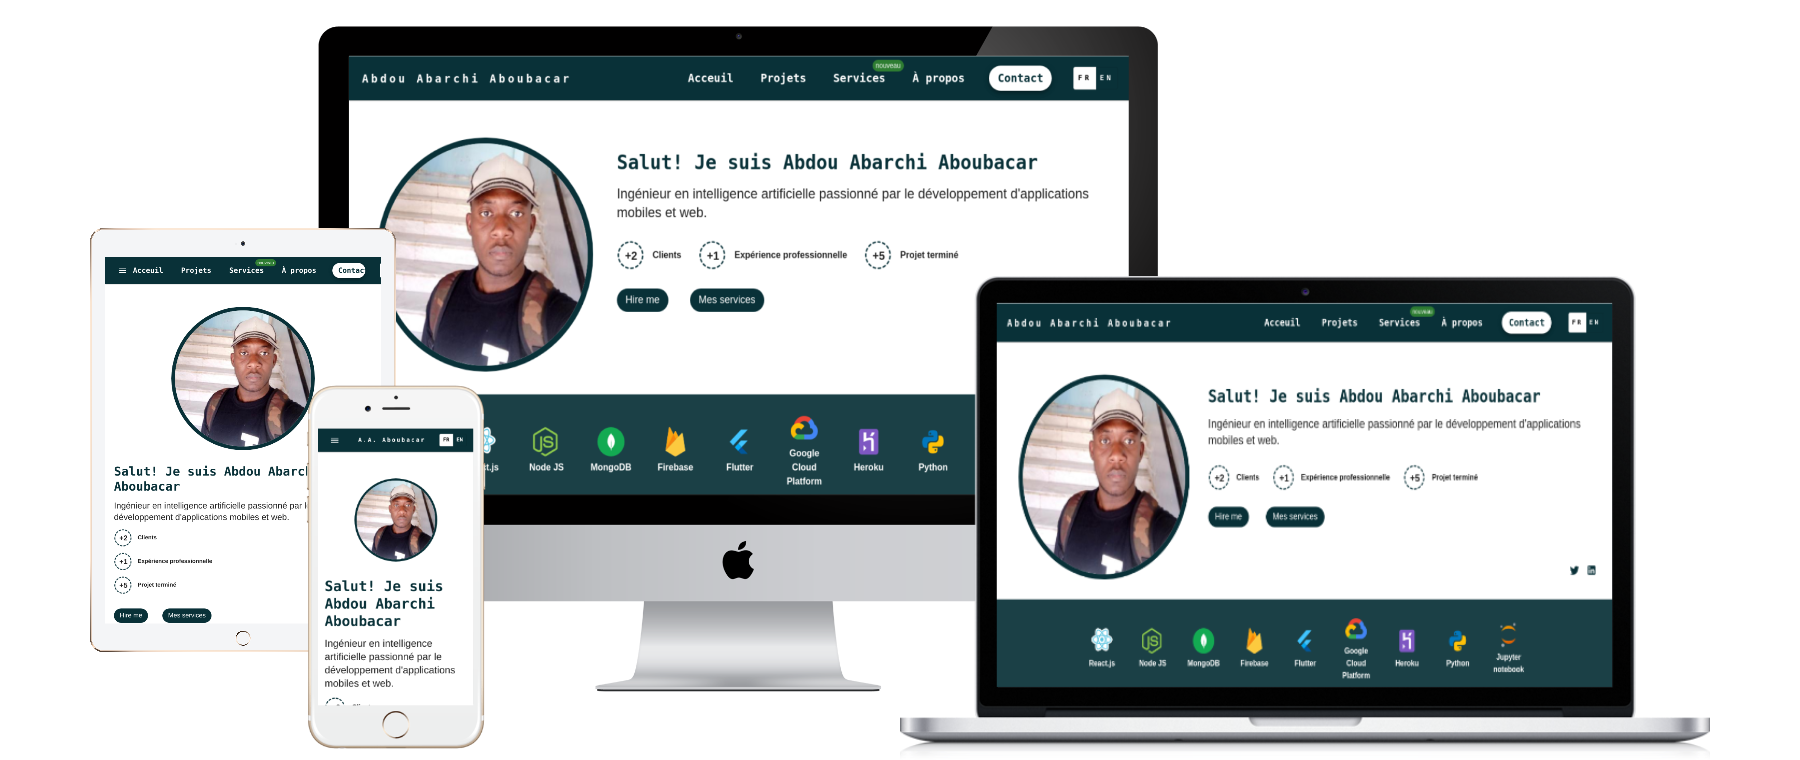 Abdou Abarchi Aboubacar
Acceuil
Projets
Services
nouveau
À propos
Contact
FR
EN
Salut! Je suis Abdou Abarchi Aboubacar
Ingénieur en intelligence artificielle passionné par le développement d'applications
mobiles et web.
+2
Clients
+1
Expérience professionnelle
+5
Projet terminé
Hire me
Mes services
t.js
Node JS
MongoDB
Firebase
Flutter
Google
Cloud
Platform
Heroku
Python
Acceuil
Projets
Services
nouveau
À propos
Contac
Salut! Je suis Abdou Abarc
Aboubacar
Ingénieur en intelligence artificielle passionné par l
développement d'applications mobiles et web.
+2
Clients
+1
Expérience professionnelle
+5
Projet terminé
Hire me
Mes services
A.A. Aboubacar
FR
EN
Salut! Je suis
Abdou Abarchi
Aboubacar
Ingénieur en intelligence
artificielle passionné par le
développement d'applications
mobiles et web.
Abdou Abarchi Aboubacar
Acceuil
Projets
Services
nouveau
À propos
Contact
FR
EN
Salut! Je suis Abdou Abarchi Aboubacar
Ingénieur en intelligence artificielle passionné par le développement d'applications
mobiles et web.
+2
Clients
+1
Expérience professionnelle
+5
Projet terminé
Hire me
Mes services
React.js
Node JS
MongoDB
Firebase
Flutter
Google
Cloud
Platform
Heroku
Python
Jupyter
notebook